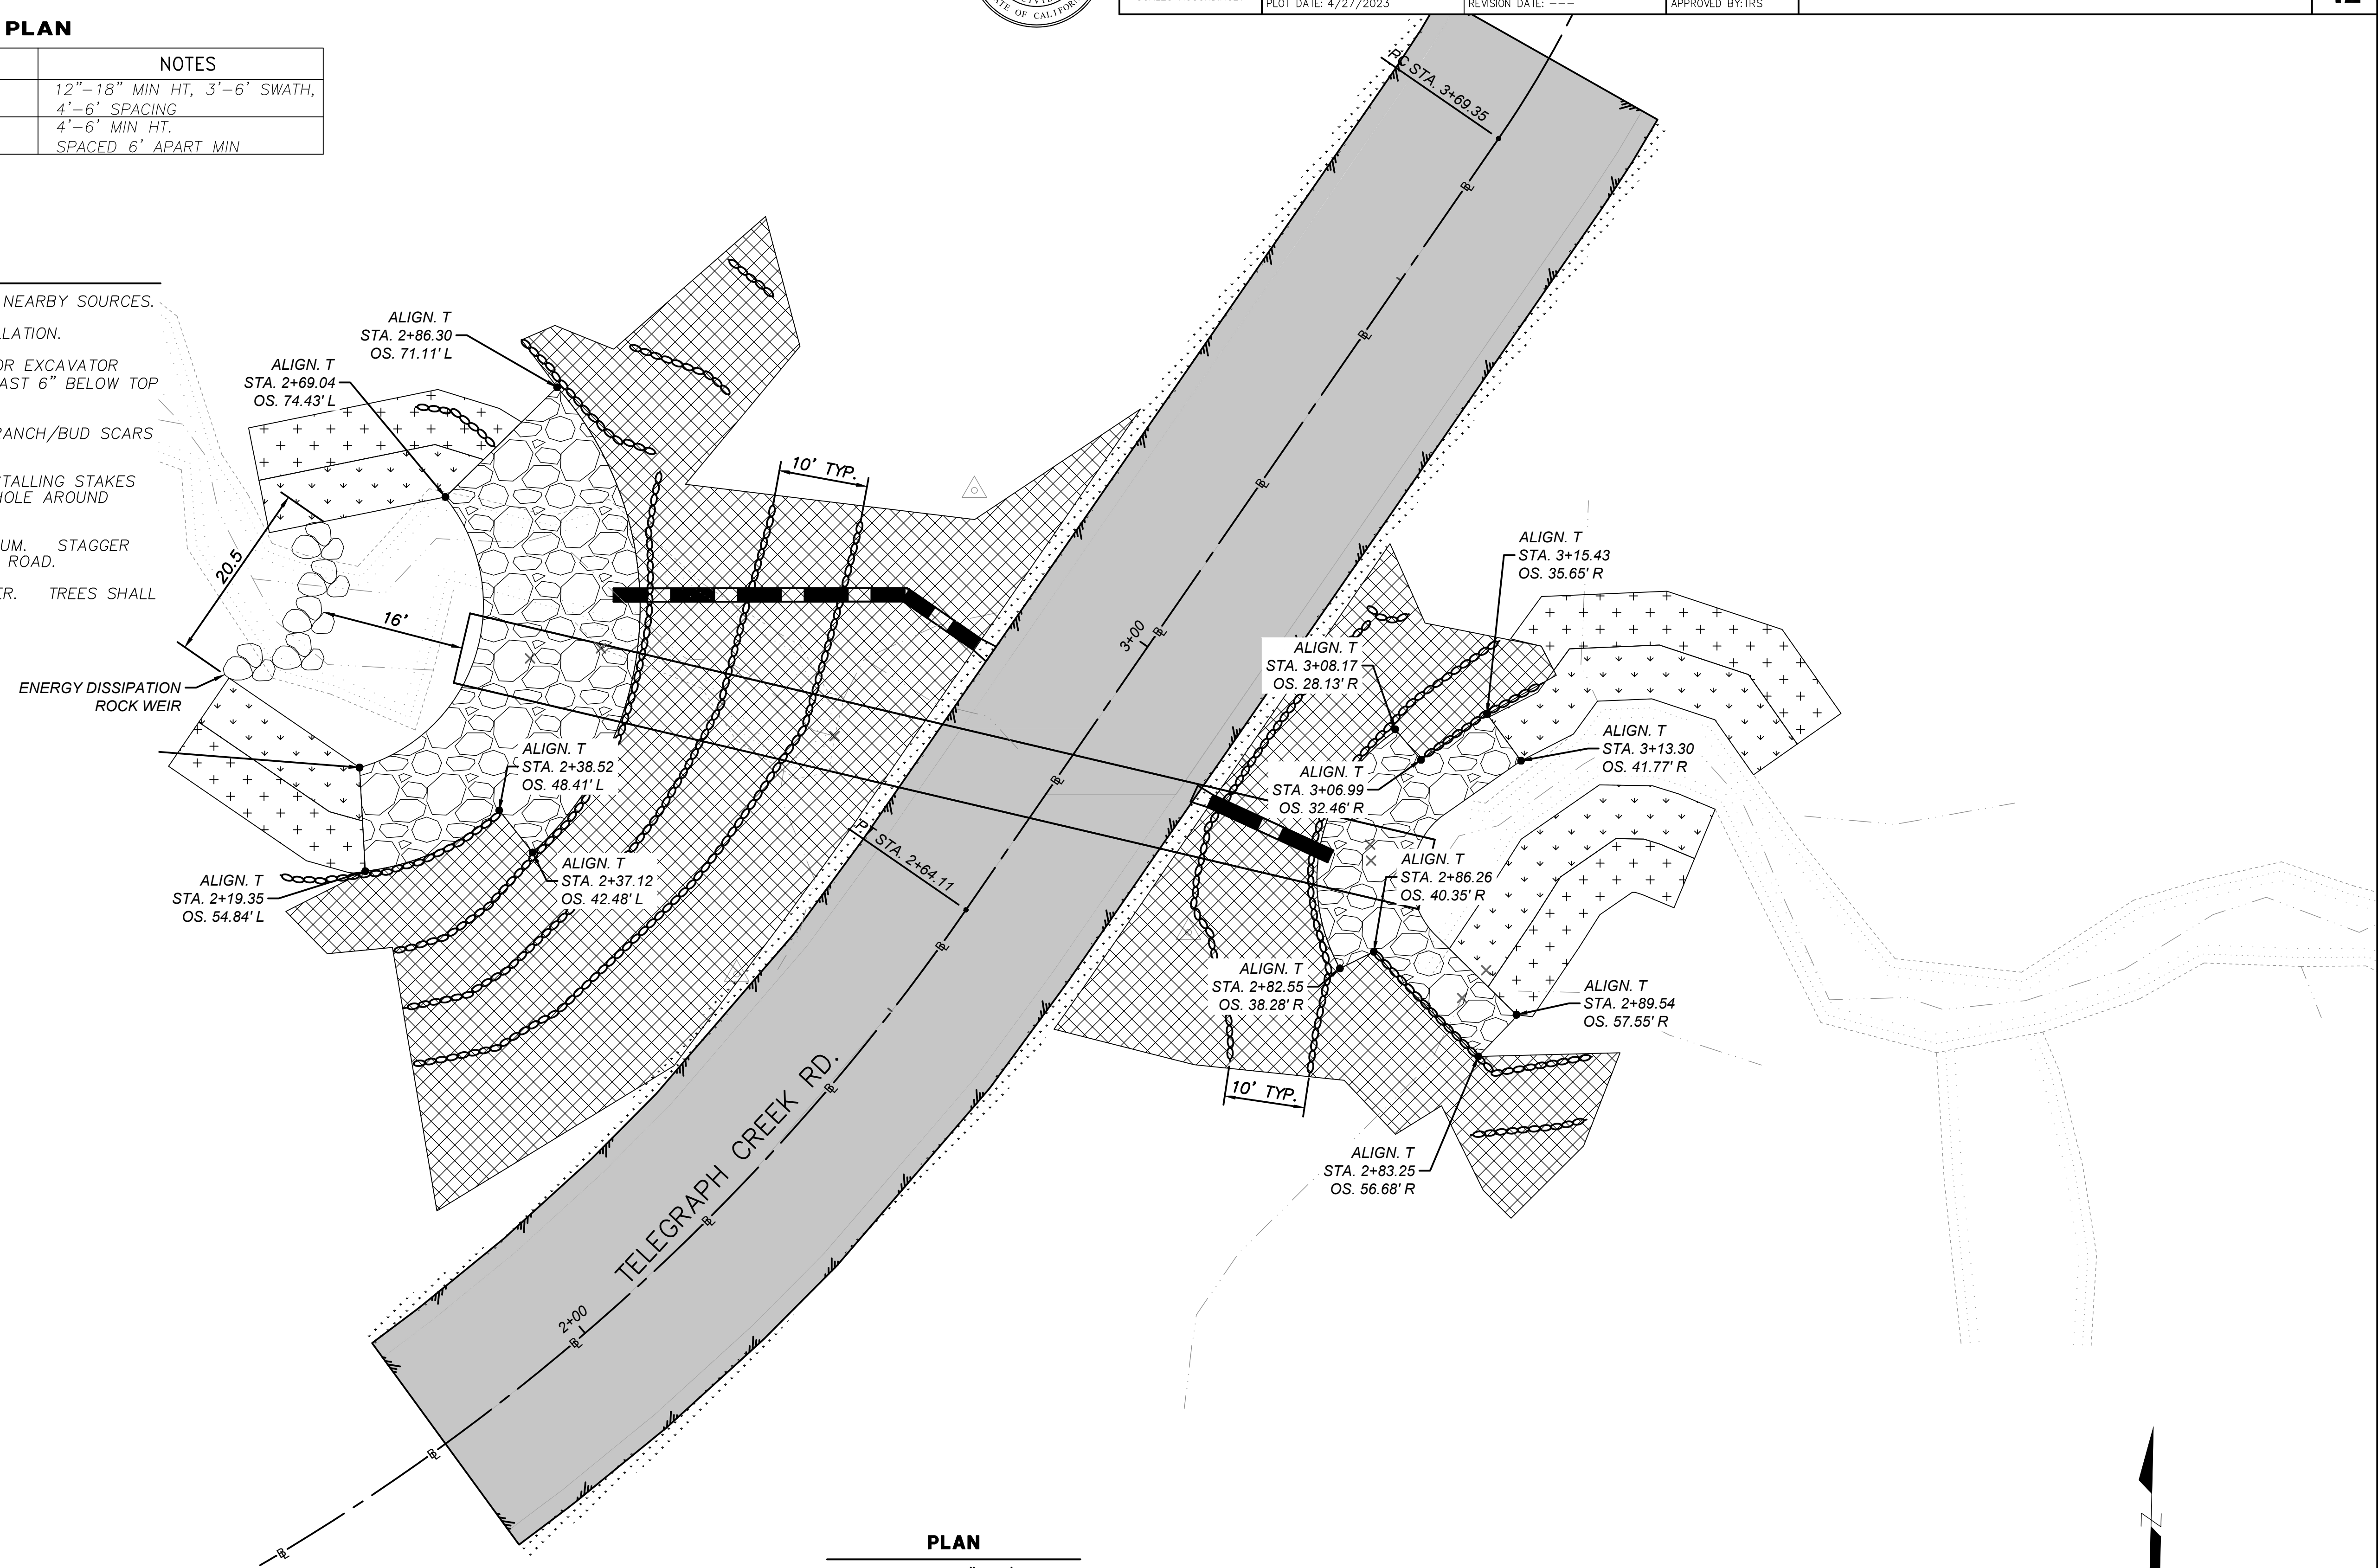 PLAN
NOTES
12"-18" MIN HT, 3'-6' SWATH,
4'-6' SPACING
4'-6' MIN HT.
SPACED 6' APART MIN
ATE OF CALIFOR
PLOT DATE: 4/27/2023
REVISION DATE: ---
APPROVED BY:TRS
NEARBY SOURCES.
LLATION.
OR EXCAVATOR
AST 6" BELOW TOP
RANCH/BUD SCARS
STALLING STAKES
HOLE AROUND
UM. STAGGER
ROAD.
ER. TREES SHALL
PC STA. 3+69.35
ALIGN. T
STA. 2+86.30
OS. 71.11' L
ALIGN. T
STA. 2+69.04
OS. 74.43' L
10' TYP.
20.5
16'
ENERGY DISSIPATION
ROCK WEIR
ALIGN. T
STA. 2+38.52
OS. 48.41' L
ALIGN. T
STA. 2+37.12
OS. 42.48' L
ALIGN. T
STA. 2+19.35
OS. 54.84' L
3+00
PT STA. 2+64.11
ALIGN. T
STA. 3+15.43
OS. 35.65' R
ALIGN. T
STA. 3+08.17
OS. 28.13' R
ALIGN. T
STA. 3+13.30
OS. 41.77' R
ALIGN. T
STA. 3+06.99
OS. 32.46' R
ALIGN. T
STA. 2+86.26
OS. 40.35' R
ALIGN. T
STA. 2+82.55
OS. 38.28' R
ALIGN. T
STA. 2+89.54
OS. 57.55' R
10' TYP.
ALIGN. T
STA. 2+83.25
OS. 56.68' R
TELEGRAPH CREEK RD.
2+00
PLAN
N